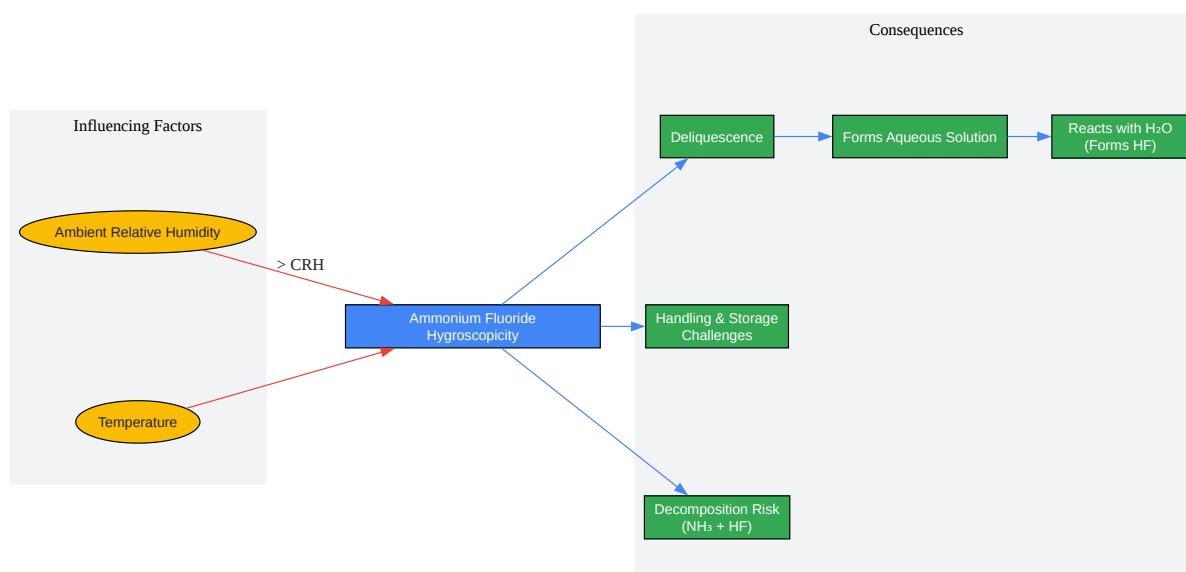 Consequences
Influencing Factors
Deliquescence
Forms Aqueous Solution
Reacts with H₂O
(Forms HF)
Ambient Relative Humidity
> CRH
Ammonium Fluoride
Hygroscopicity
Handling & Storage
Challenges
Temperature
Decomposition Risk
(NH₃ + HF)